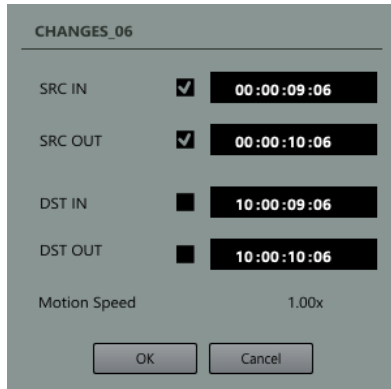 CHANGES_06
SRC IN 00:00:09:06
SRC OUT 00:00:10:06
DST IN 10:00:09:06
DST OUT 10:00:10:06
Motion Speed 1.00x
OK Cancel